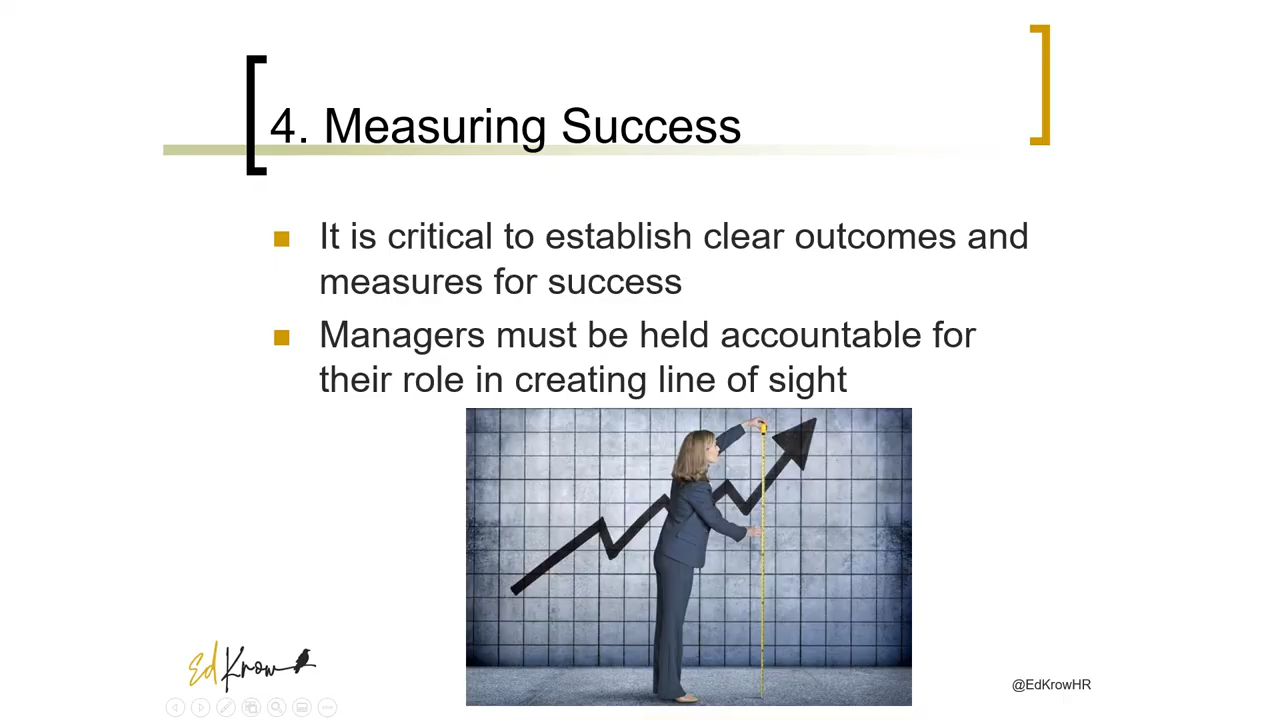 4. Measuring Success
It is critical to establish clear outcomes and
measures for success
Managers must be held accountable for
their role in creating line of sight
Ed Krow
@EdKrowHR